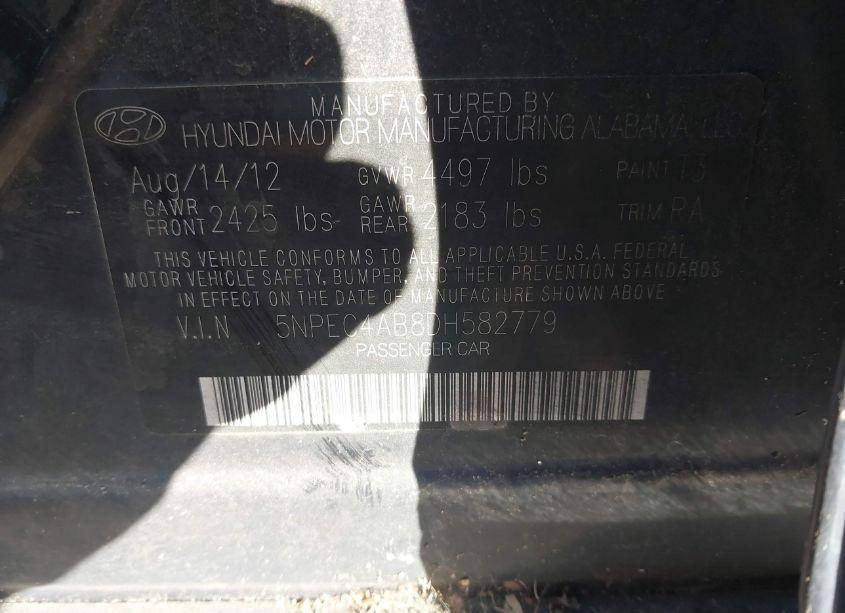 MANUFACTURED BY
HYUNDAI MOTOR MANUFACTURING ALABAMA, LLC
Aug/14/12 GVWR 4497 lbs PAINT T3
GAWR FRONT 2425 lbs GAWR REAR 2183 lbs TRIM RA
THIS VEHICLE CONFORMS TO ALL APPLICABLE U.S.A. FEDERAL
MOTOR VEHICLE SAFETY, BUMPER, AND THEFT PREVENTION STANDARDS
IN EFFECT ON THE DATE OF MANUFACTURE SHOWN ABOVE
V.I.N 5NPEC4AB8DH582779
PASSENGER CAR